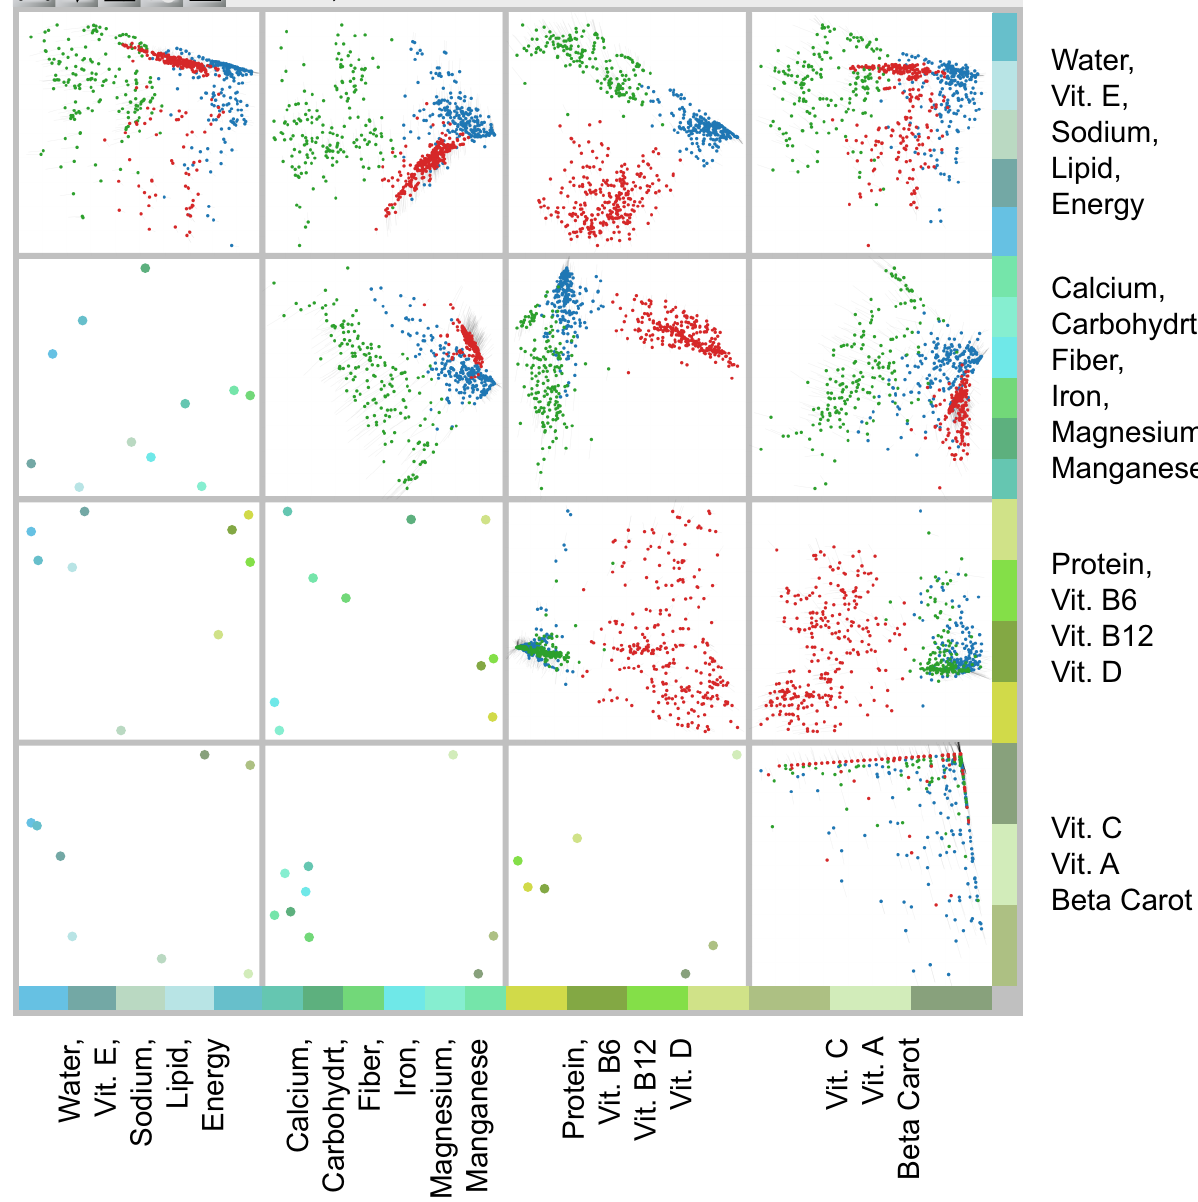 Water,
Vit. E,
Sodium,
Lipid,
Energy
Calcium,
Carbohydrt
Fiber,
Iron,
Magnesium
Manganese
Protein,
Vit. B6
Vit. B12
Vit. D
Vit. C
Vit. A
Beta Carot
Water,
Vit. E,
Sodium,
Lipid,
Energy
Calcium,
Carbohydrt,
Fiber,
Iron,
Magnesium,
Manganese
Protein,
Vit. B6
Vit. B12
Vit. D
Vit. C
Vit. A
Beta Carot